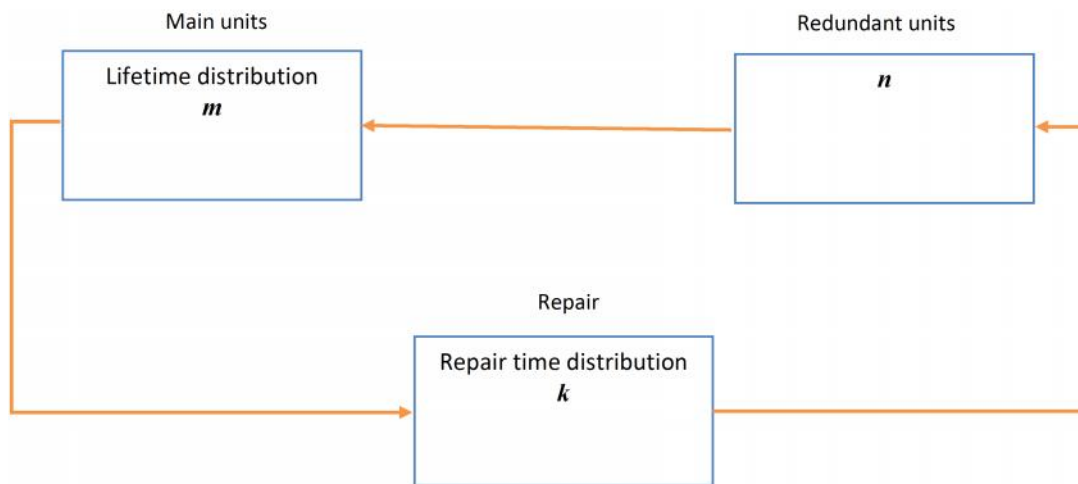 Main units
Redundant units
Lifetime distribution
m
n
Repair
Repair time distribution
k